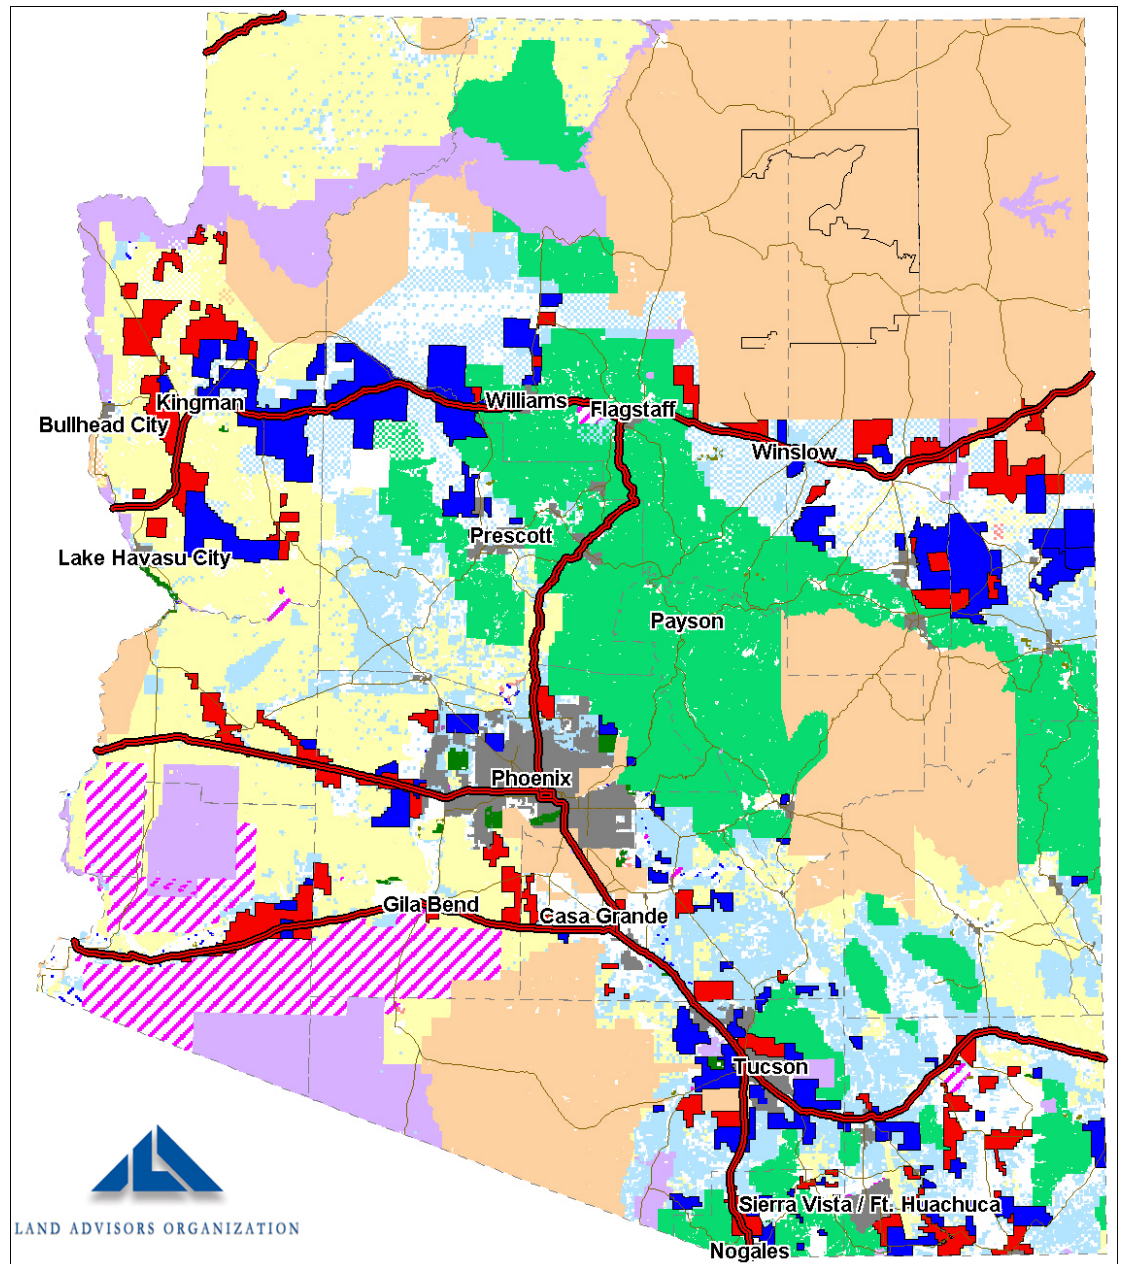 Kingman
Williams
Flagstaff
Bullhead City
Winslow
Prescott
Lake Havasu City
Payson
Phoenix
Gila Bend
Casa Grande
Tucson
Sierra Vista / Ft. Huachuca
LAND ADVISORS ORGANIZATION
Nogales